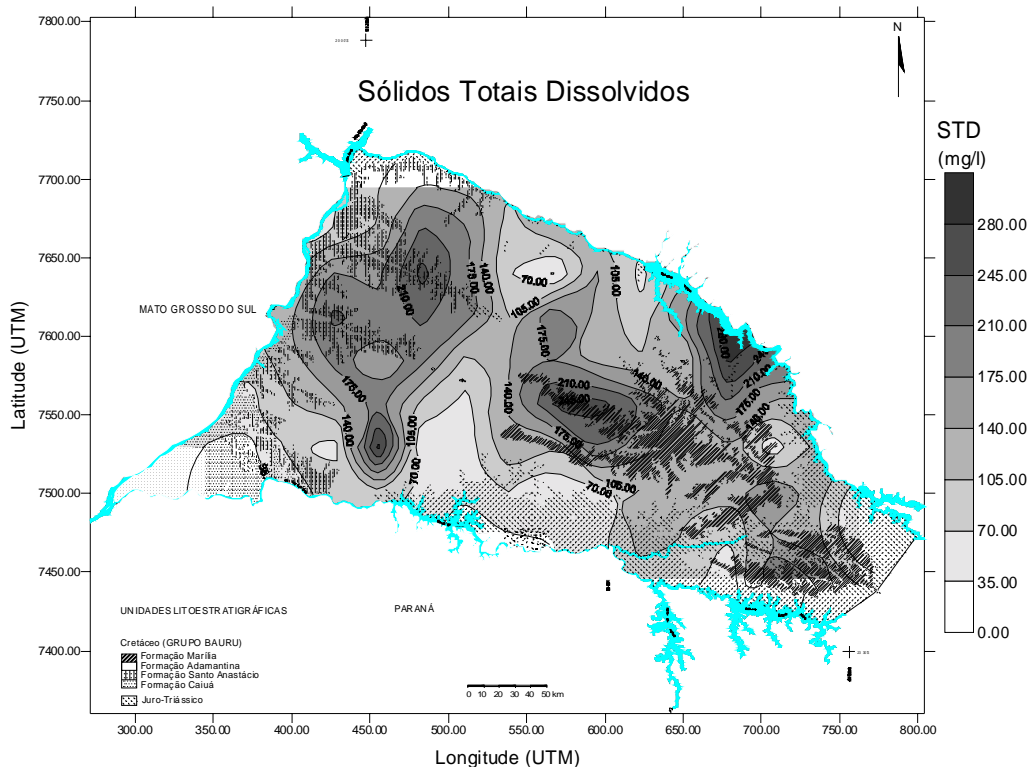 Sólidos Totais Dissolvidos
N
STD
(mg/l)
280.00
245.00
210.00
175.00
140.00
105.00
70.00
35.00
0.00
7800.00
7750.00
7700.00
7650.00
7600.00
7550.00
7500.00
7450.00
7400.00
Latitude (UTM)
MATO GROSSO DO SUL
PARANÁ
140.00
175.00
210.00
70.00
105.00
105.00
175.00
175.00
140.00
105.00
70.00
140.00
210.00
175.00
140.00
70.00
105.00
210.00
175.00
140.00
UNIDADES LITOESTRATIGRÁFICAS
Cretáceo (GRUPO BAURU)
Formação Marília
Formação Adamantina
Formação Santo Anastácio
Formação Caiuá
Juro-Triássico
0 10 20 30 40 50 km
300.00 350.00 400.00 450.00 500.00 550.00 600.00 650.00 700.00 750.00 800.00
Longitude (UTM)